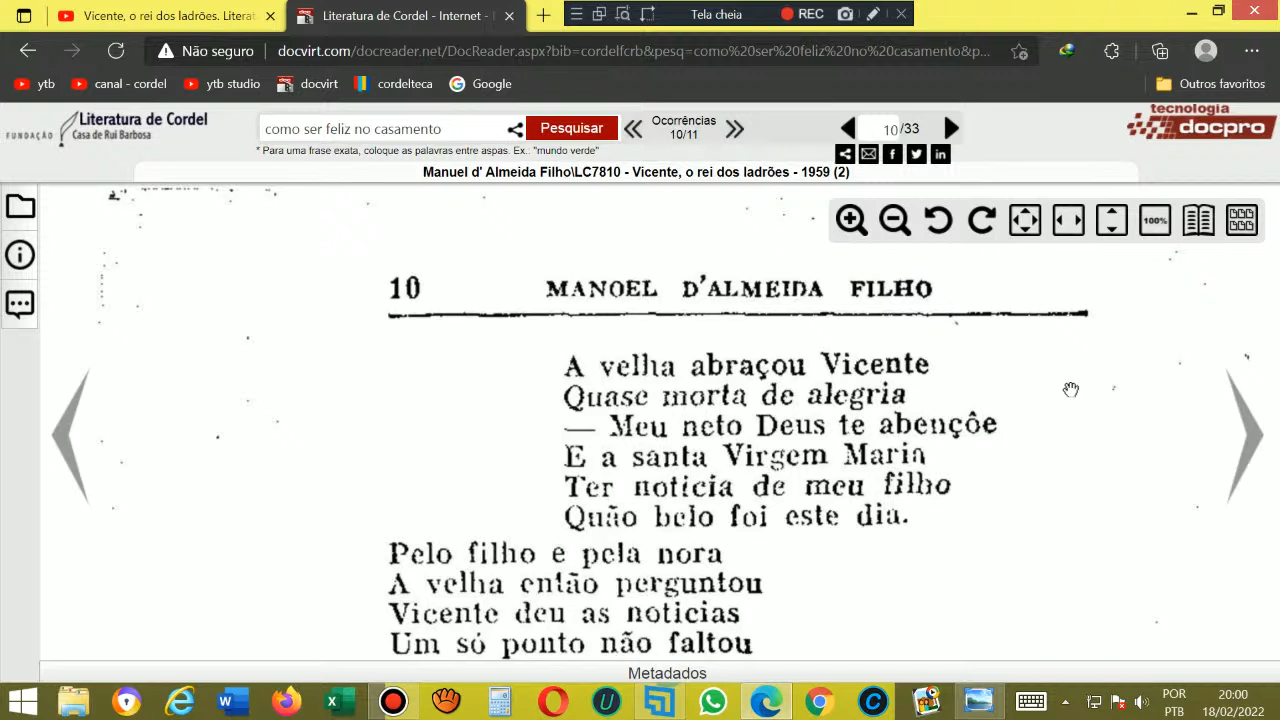 Vicente, o rei dos ladrões. Literat
Literatura de Cordel - Internet - I
Tela cheia
REC
Não seguro
docvirt.com/docreader.net/DocReader.aspx?bib=cordelfcrb&pesq=como%20ser%20feliz%20no%20casamento&p...
ytb
canal - cordel
ytb studio
docvirt
cordelteca
Google
Outros favoritos
FUNDAÇÃO
Literatura de Cordel
Casa de Rui Barbosa
como ser feliz no casamento
Pesquisar
Ocorrências
10/11
10 /33
tecnologia
docpro
* Para uma frase exata, coloque as palavras entre aspas. Ex.: "mundo verde"
Manuel d' Almeida Filho\LC7810 - Vicente, o rei dos ladrões - 1959 (2)
100%
10 MANOEL D'ALMEIDA FILHO
A velha abraçou Vicente
Quase morta de alegria
— Meu neto Deus te abençôe
E a santa Virgem Maria
Ter noticia de meu filho
Quão belo foi este dia.
Pelo filho e pela nora
A velha então perguntou
Vicente deu as noticias
Um só ponto não faltou
Metadados
POR
PTB
20:00
18/02/2022